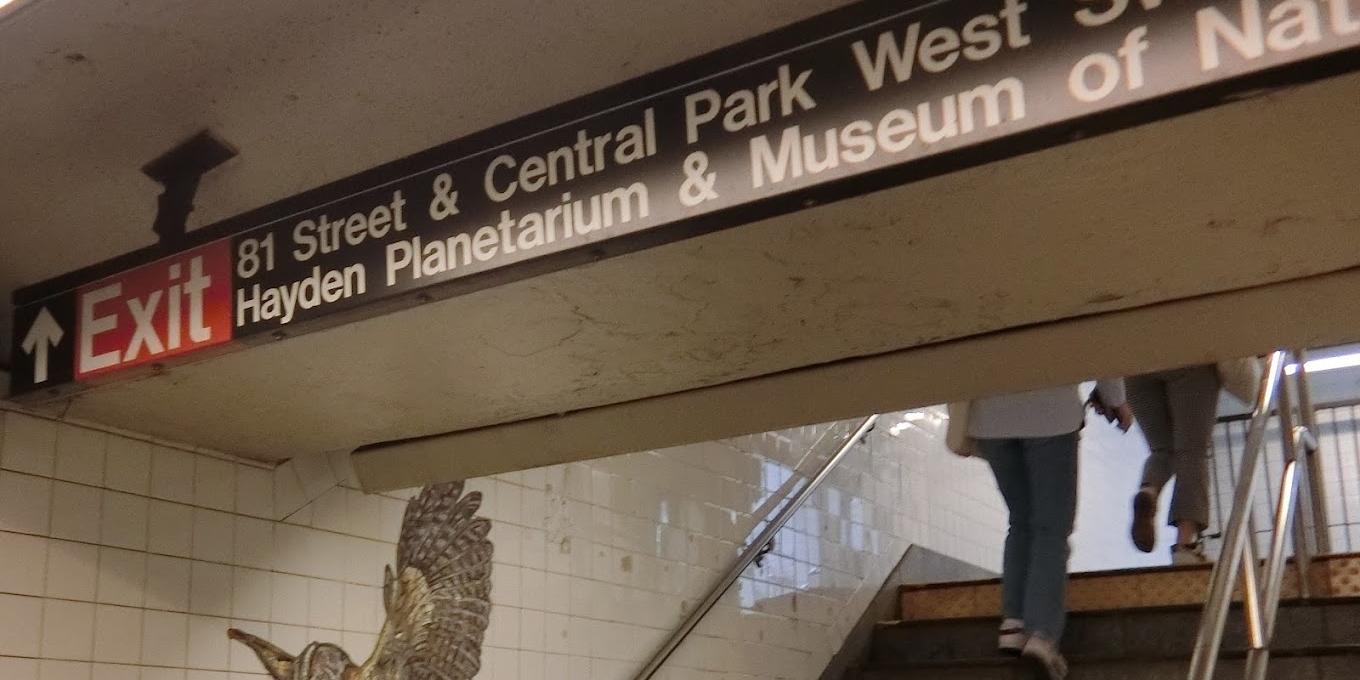 Exit
81 Street & Central Park West
Hayden Planetarium & Museum of